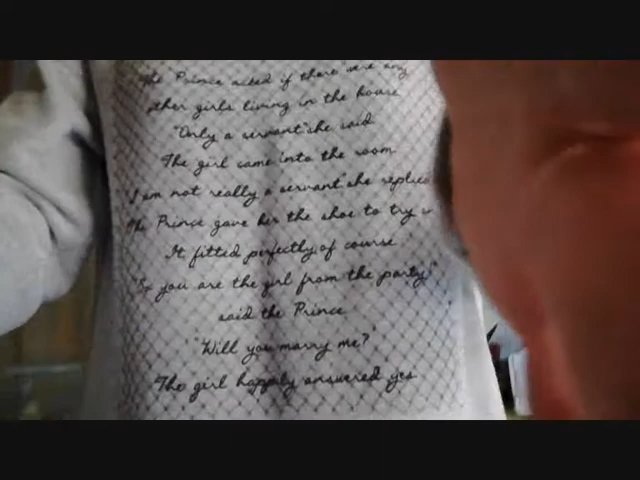 The Prince asked if there were any
other girls living in the house
"Only a servant" she said
The girl came into the room
I am not really a servant" she replied
The Prince gave her the shoe to try
It fitted perfectly of course
you are the girl from the party"
said the Prince
"Will you marry me?"
The girl happily answered yes